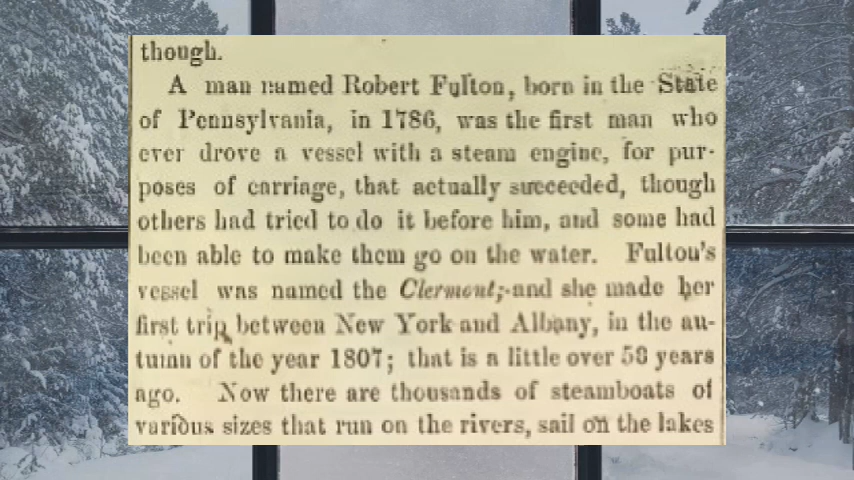 though.
A man named Robert Fulton, born in the State
of Pennsylvania, in 1786, was the first man who
ever drove a vessel with a steam engine, for pur-
poses of carriage, that actually succeeded, though
others had tried to do it before him, and some had
been able to make them go on the water. Fulton's
vessel was named the Clermont; and she made her
first trip between New York and Albany, in the au-
tumn of the year 1807; that is a little over 50 years
ago. Now there are thousands of steamboats of
various sizes that run on the rivers, sail on the lakes